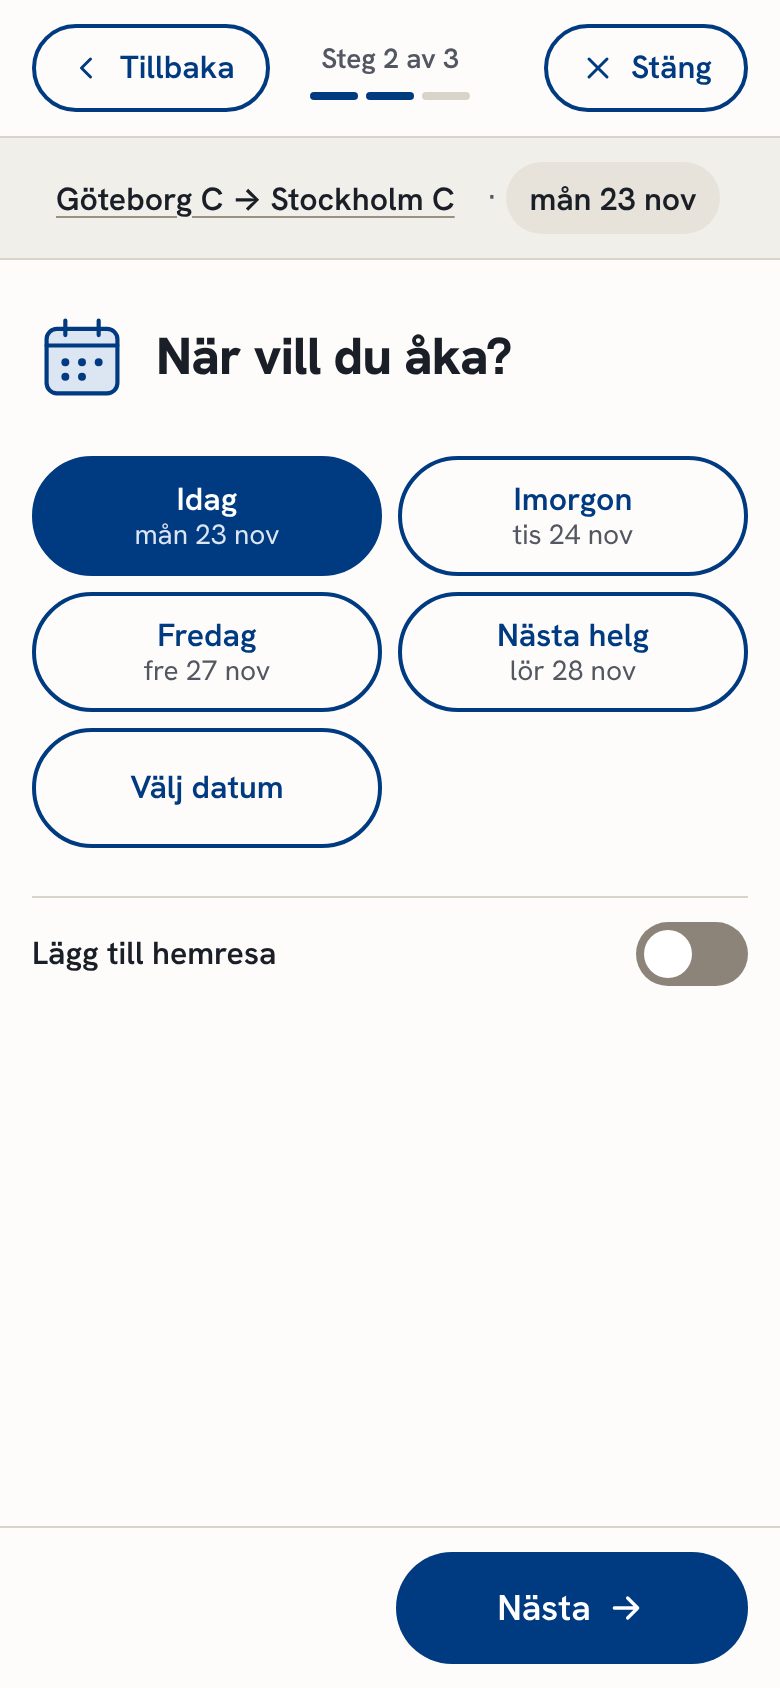 Tillbaka
Steg 2 av 3
Stäng
Göteborg C → Stockholm C · mån 23 nov
När vill du åka?
Idag
mån 23 nov
Imorgon
tis 24 nov
Fredag
fre 27 nov
Nästa helg
lör 28 nov
Välj datum
Lägg till hemresa
Nästa →